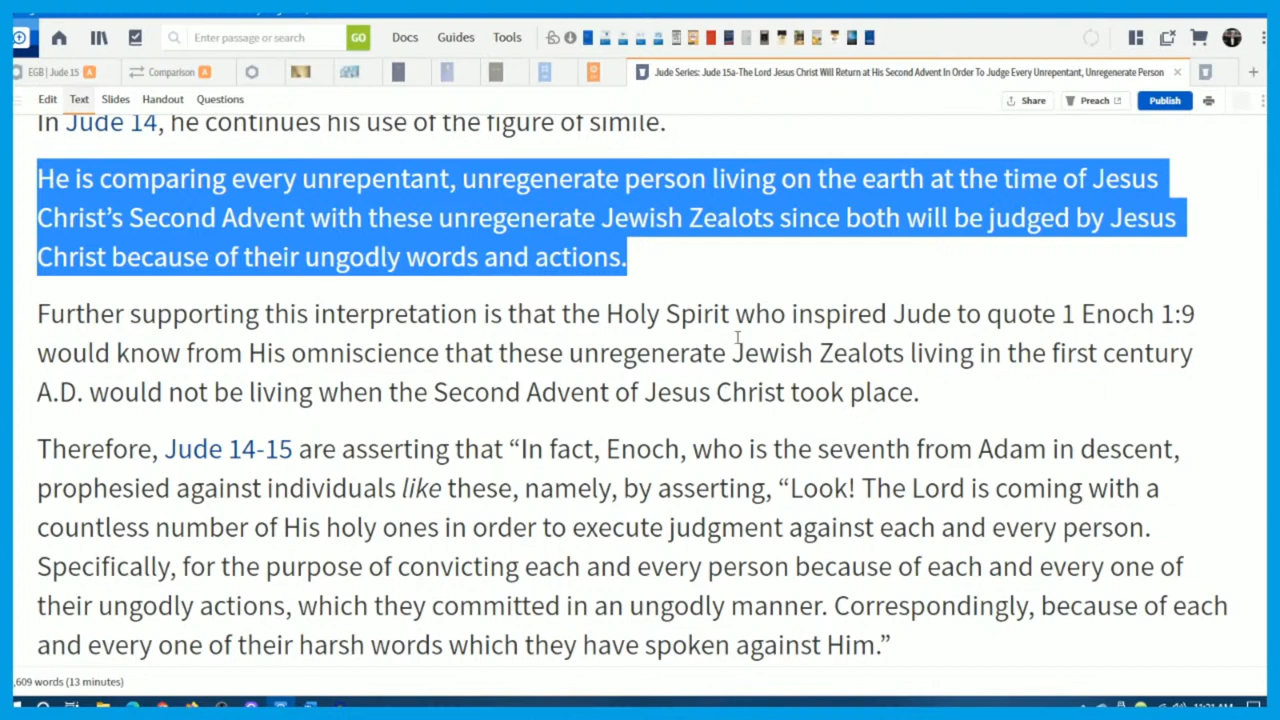 Enter passage or search
GO
Docs
Guides
Tools
EGB | Jude 15
A
Comparison
A
Jude Series: Jude 15a-The Lord Jesus Christ Will Return at His Second Advent In Order To Judge Every Unrepentant, Unregenerate Person
Edit
Text
Slides
Handout
Questions
Share
Preach
Publish
In Jude 14, he continues his use of the figure of simile.
He is comparing every unrepentant, unregenerate person living on the earth at the time of Jesus
Christ’s Second Advent with these unregenerate Jewish Zealots since both will be judged by Jesus
Christ because of their ungodly words and actions.
Further supporting this interpretation is that the Holy Spirit who inspired Jude to quote 1 Enoch 1:9
would know from His omniscience that these unregenerate Jewish Zealots living in the first century
A.D. would not be living when the Second Advent of Jesus Christ took place.
Therefore, Jude 14-15 are asserting that “In fact, Enoch, who is the seventh from Adam in descent,
prophesied against individuals like these, namely, by asserting, “Look! The Lord is coming with a
countless number of His holy ones in order to execute judgment against each and every person.
Specifically, for the purpose of convicting each and every person because of each and every one of
their ungodly actions, which they committed in an ungodly manner. Correspondingly, because of each
and every one of their harsh words which they have spoken against Him.”
,609 words (13 minutes)